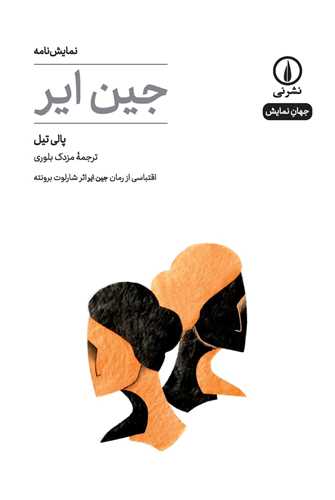 نمایش‌نامه
جین ایر
پالی تیل
ترجمهٔ مزدک بلوری
اقتباسی از رمان جین ایر اثر شارلوت برونته
نشرنی
جهانِ نمایش